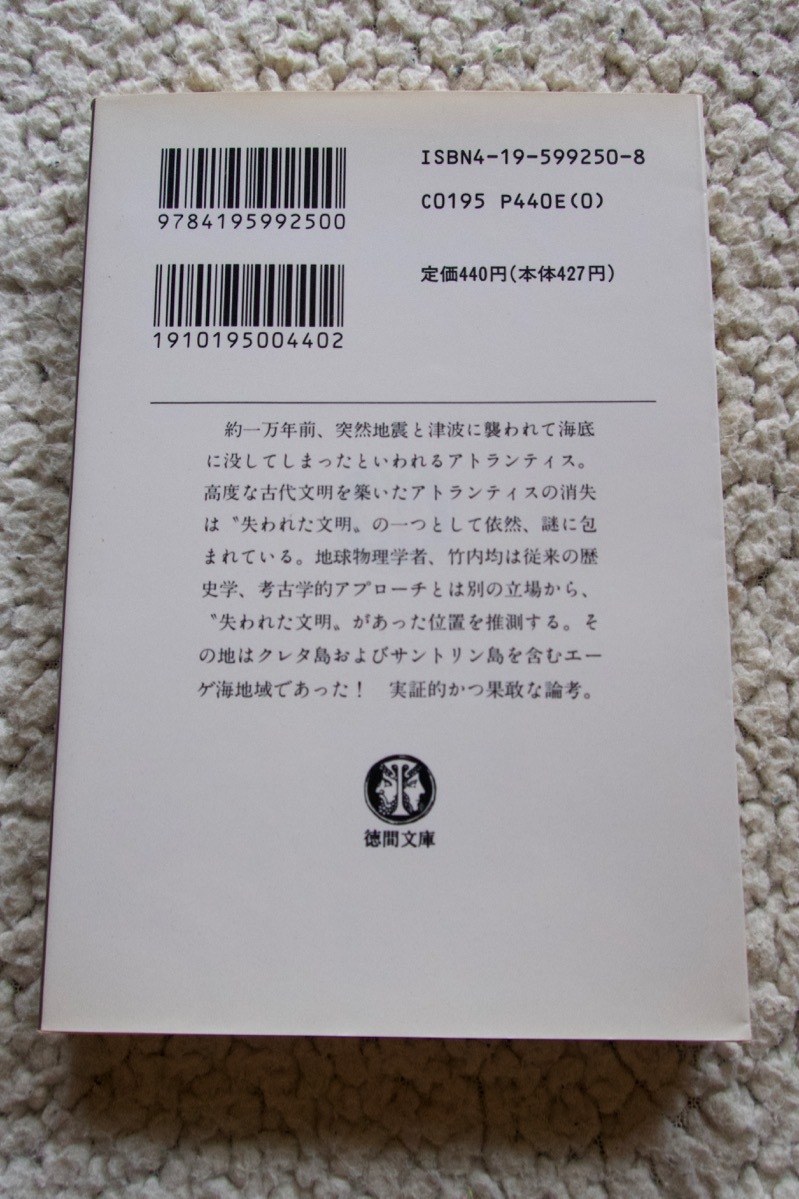 9784195992500
ISBN4-19-599250-8
C0195 P440E(0)
1910195004402
定価440円(本体427円)
約一万年前、突然地震と津波に襲われて海底
に没してしまったといわれるアトランティス。
高度な古代文明を築いたアトランティスの消失
は〝失われた文明〟の一つとして依然、謎に包
まれている。地球物理学者、竹内均は従来の歴
史学、考古学的アプローチとは別の立場から、
〝失われた文明〟があった位置を推測する。そ
の地はクレタ島およびサントリン島を含むエー
ゲ海地域であった！　実証的かつ果敢な論考。
徳間文庫